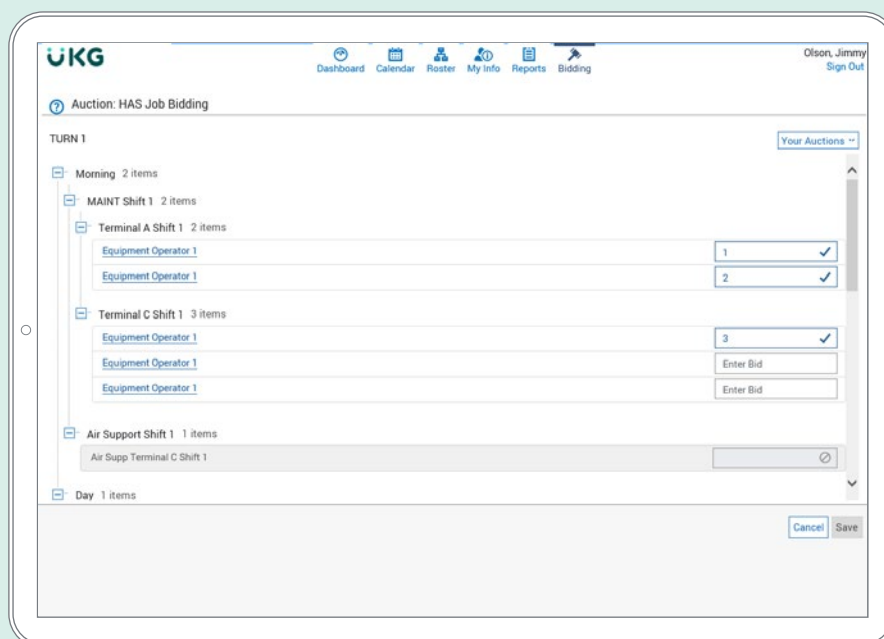 UKG
Dashboard Calendar Roster My Info Reports Bidding
Olson, Jimmy
Sign Out
Auction: HAS Job Bidding
TURN 1
Your Auctions
Morning 2 items
MAINT Shift 1 2 items
Terminal A Shift 1 2 items
Equipment Operator 1 1
Equipment Operator 1 2
Terminal C Shift 1 3 items
Equipment Operator 1 3
Equipment Operator 1 Enter Bid
Equipment Operator 1 Enter Bid
Air Support Shift 1 1 items
Air Supp Terminal C Shift 1
Day 1 items
Cancel Save